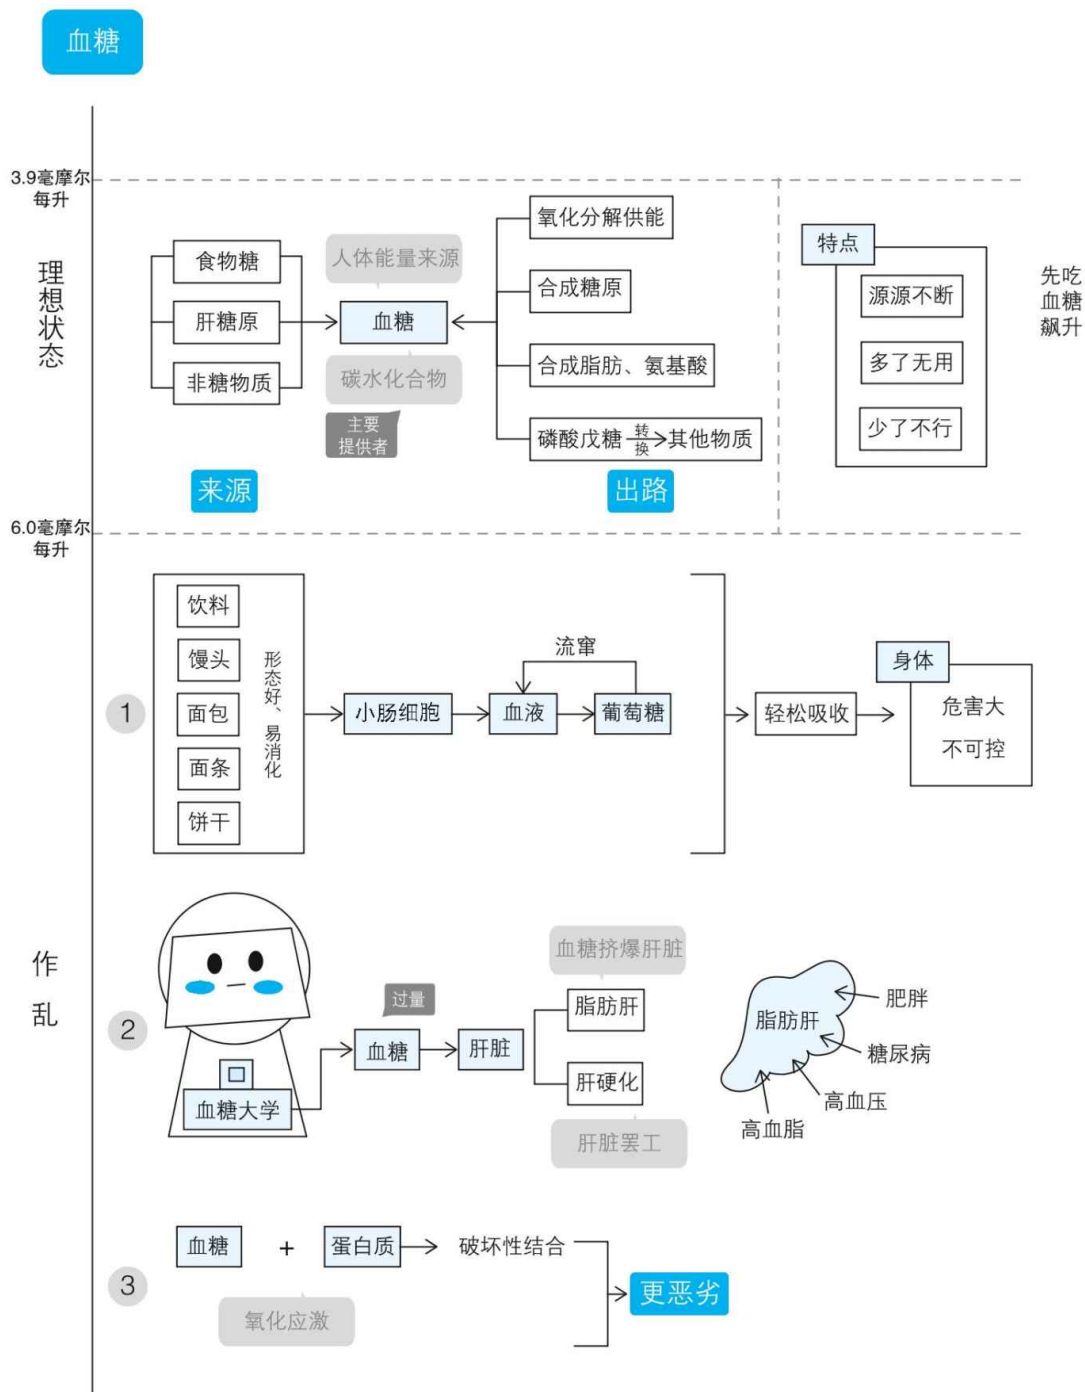 血糖
3.9毫摩尔
每升
理想状态
食物糖
肝糖原
非糖物质
人体能量来源
血糖
碳水化合物
主要
提供者
氧化分解供能
合成糖原
合成脂肪、氨基酸
磷酸戊糖 转换 其他物质
来源
出路
特点
源源不断
多了无用
少了不行
先吃
血糖
飙升
6.0毫摩尔
每升
作乱
1
饮料
馒头
面包
面条
饼干
形态好、易消化
小肠细胞
血液
流窜
葡萄糖
轻松吸收
身体
危害大
不可控
2
血糖大学
过量
血糖
肝脏
血糖挤爆肝脏
脂肪肝
肝硬化
肝脏罢工
脂肪肝
肥胖
糖尿病
高血压
高血脂
3
血糖
+
蛋白质
破坏性结合
氧化应激
更恶劣